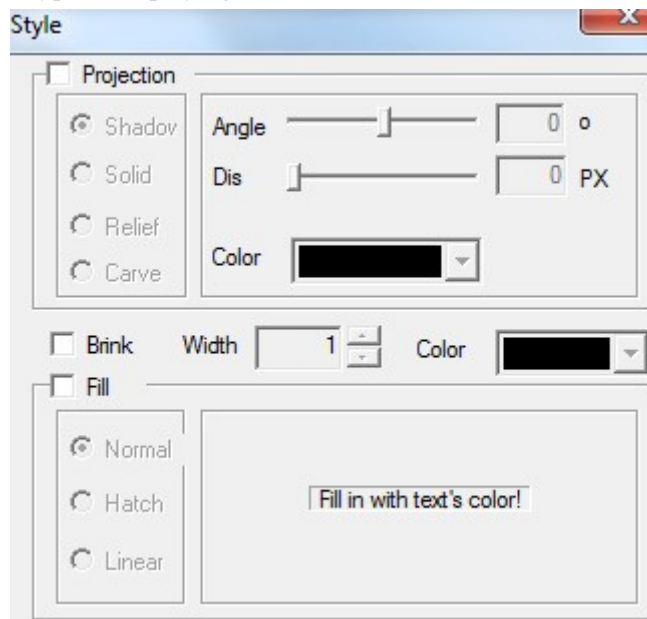 Style
Projection
Shadov Angle 0 o
Solid Dis 0 PX
Relief
Carve Color
Brink Width 1 Color
Fill
Normal
Hatch Fill in with text's color!
Linear